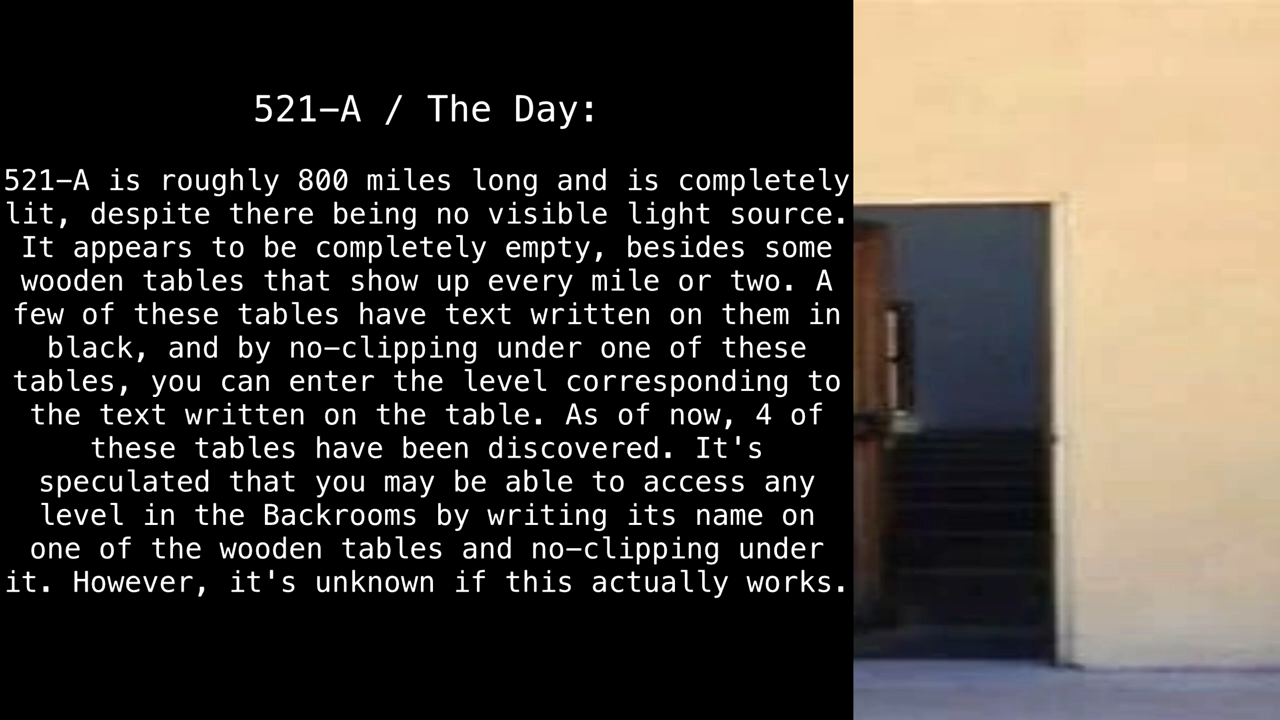 521-A / The Day:
521-A is roughly 800 miles long and is completely
lit, despite there being no visible light source.
It appears to be completely empty, besides some
wooden tables that show up every mile or two. A
few of these tables have text written on them in
black, and by no-clipping under one of these
tables, you can enter the level corresponding to
the text written on the table. As of now, 4 of
these tables have been discovered. It's
speculated that you may be able to access any
level in the Backrooms by writing its name on
one of the wooden tables and no-clipping under
it. However, it's unknown if this actually works.